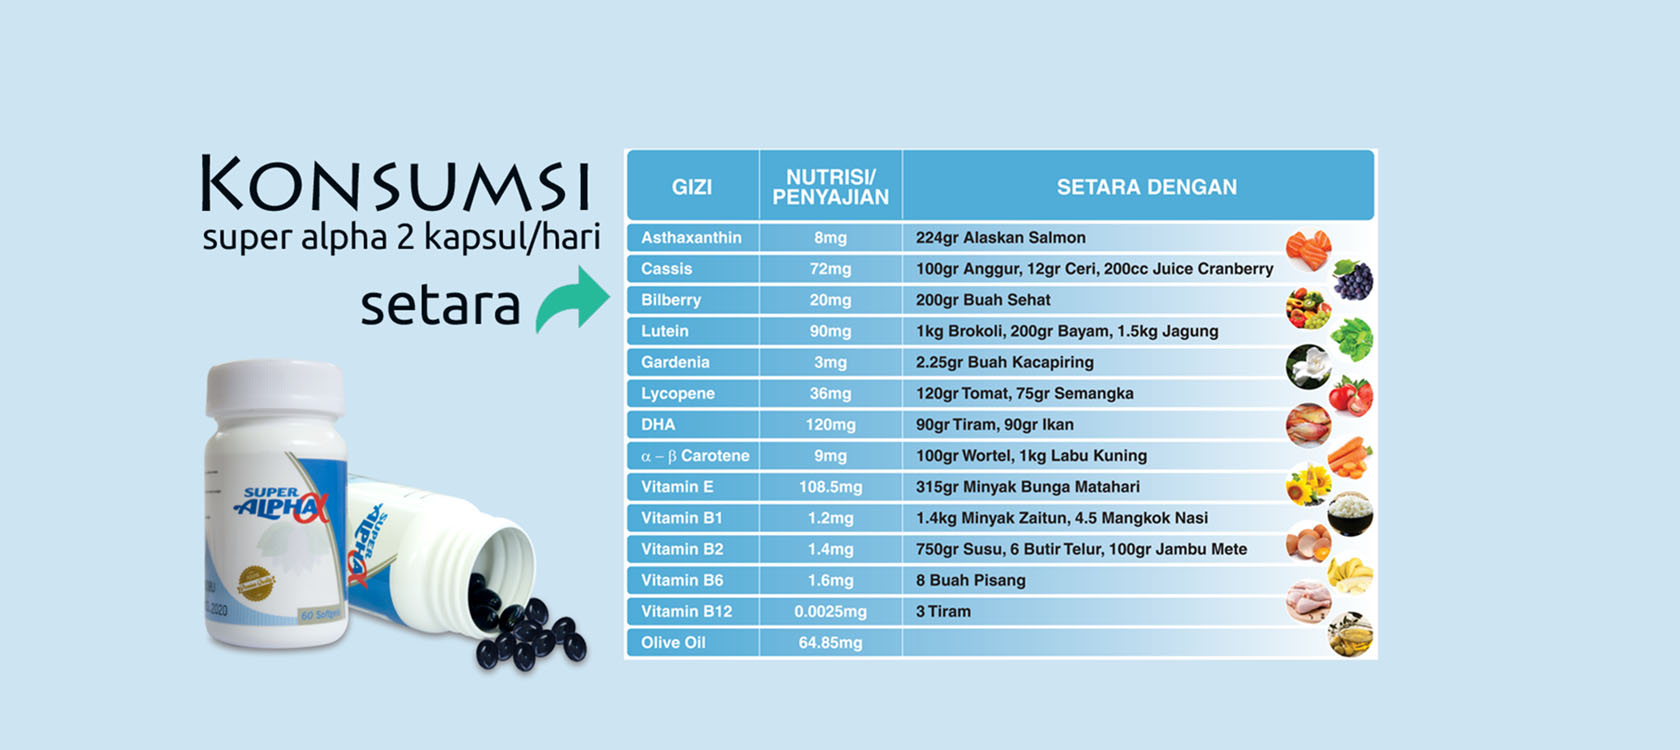 KONSUMSI
super alpha 2 kapsul/hari
setara
GIZI NUTRISI/PENYAJIAN SETARA DENGAN
Asthaxanthin 8mg 224gr Alaskan Salmon
Cassis 72mg 100gr Anggur, 12gr Ceri, 200cc Juice Cranberry
Bilberry 20mg 200gr Buah Sehat
Lutein 90mg 1kg Brokoli, 200gr Bayam, 1.5kg Jagung
Gardenia 3mg 2.25gr Buah Kacapiring
Lycopene 36mg 120gr Tomat, 75gr Semangka
DHA 120mg 90gr Tiram, 90gr Ikan
α – β Carotene 9mg 100gr Wortel, 1kg Labu Kuning
Vitamin E 108.5mg 315gr Minyak Bunga Matahari
Vitamin B1 1.2mg 1.4kg Minyak Zaitun, 4.5 Mangkok Nasi
Vitamin B2 1.4mg 750gr Susu, 6 Butir Telur, 100gr Jambu Mete
Vitamin B6 1.6mg 8 Buah Pisang
Vitamin B12 0.0025mg 3 Tiram
Olive Oil 64.85mg
SUPER
ALPHA
60 Softgels
SUPER
ALPHA